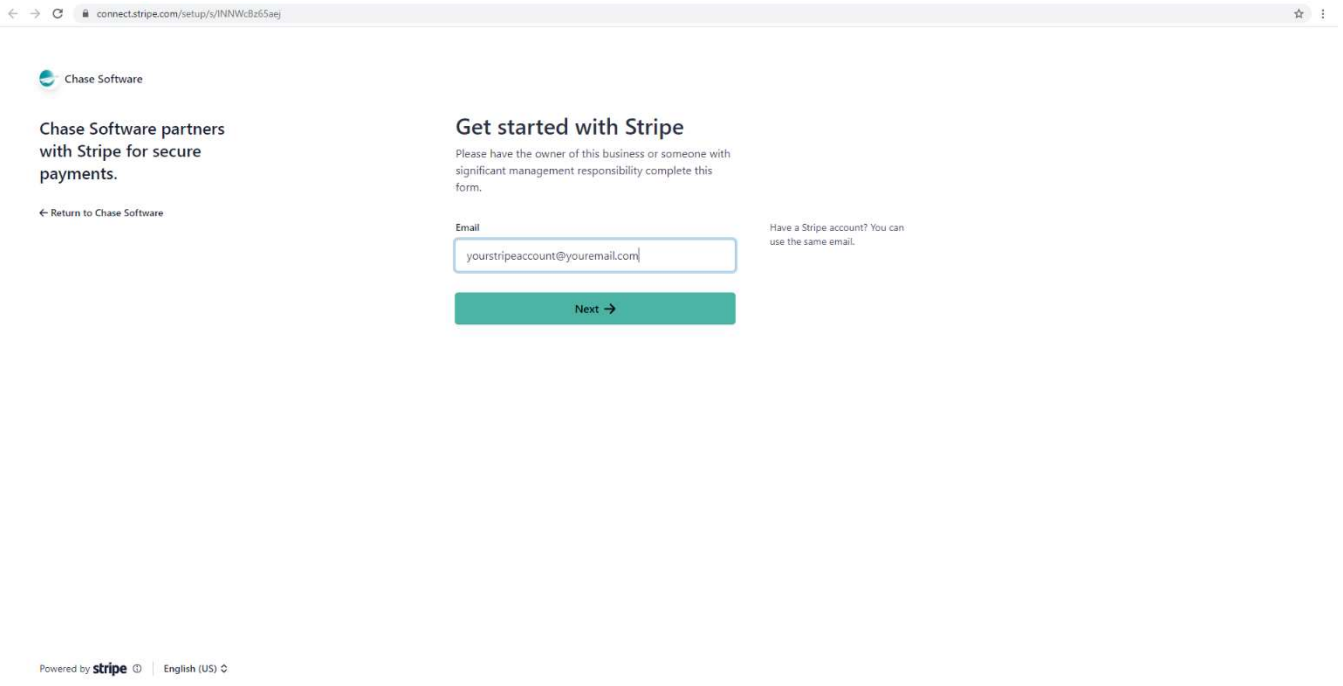 connect.stripe.com/setup/s/INNWcBz65aej
Chase Software
Chase Software partners
with Stripe for secure
payments.
← Return to Chase Software
Get started with Stripe
Please have the owner of this business or someone with
significant management responsibility complete this
form.
Email
yourstripeaccount@youremail.com
Have a Stripe account? You can
use the same email.
Next →
Powered by stripe
English (US)